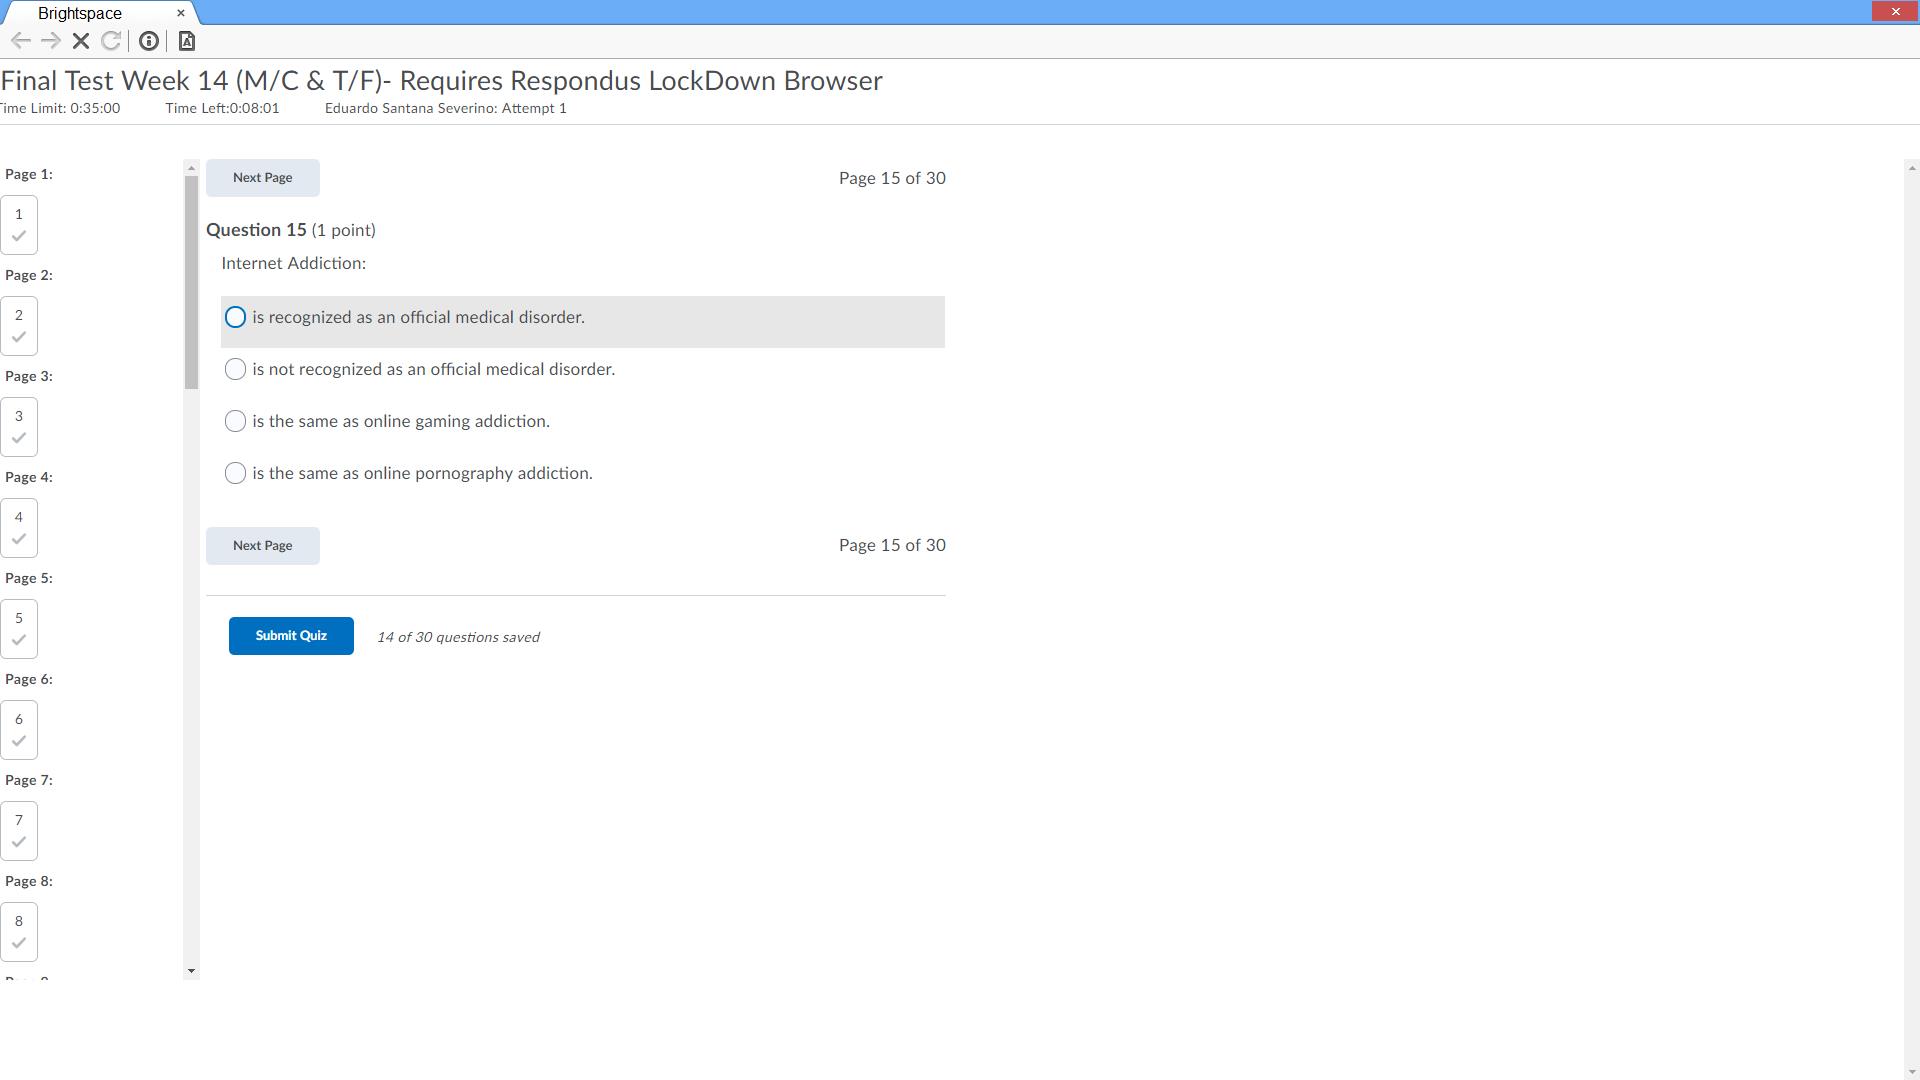 Brightspace
Final Test Week 14 (M/C & T/F)- Requires Respondus LockDown Browser
Time Limit: 0:35:00 Time Left:0:08:01 Eduardo Santana Severino: Attempt 1
Page 1:
1
Page 2:
2
Page 3:
3
Page 4:
4
Page 5:
5
Page 6:
6
Page 7:
7
Page 8:
8
Next Page
Page 15 of 30
Question 15 (1 point)
Internet Addiction:
is recognized as an official medical disorder.
is not recognized as an official medical disorder.
is the same as online gaming addiction.
is the same as online pornography addiction.
Next Page
Page 15 of 30
Submit Quiz
14 of 30 questions saved